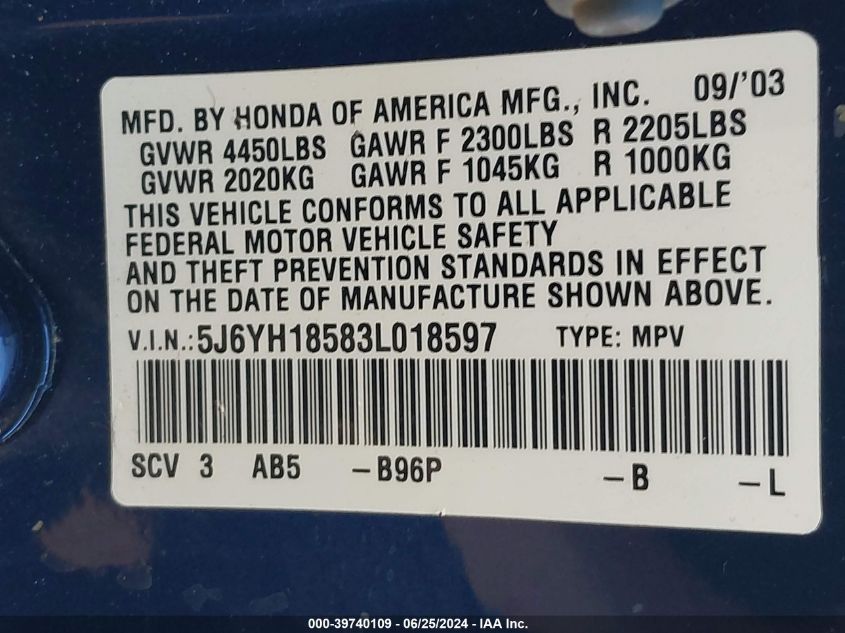 MFD. BY HONDA OF AMERICA MFG., INC. 09/'03
GVWR 4450LBS GAWR F 2300LBS R 2205LBS
GVWR 2020KG GAWR F 1045KG R 1000KG
THIS VEHICLE CONFORMS TO ALL APPLICABLE
FEDERAL MOTOR VEHICLE SAFETY
AND THEFT PREVENTION STANDARDS IN EFFECT
ON THE DATE OF MANUFACTURE SHOWN ABOVE.
V.I.N.: 5J6YH18583L018597 TYPE: MPV
SCV 3 AB5 -B96P -B -L
000-39740109 - 06/25/2024 - IAA Inc.